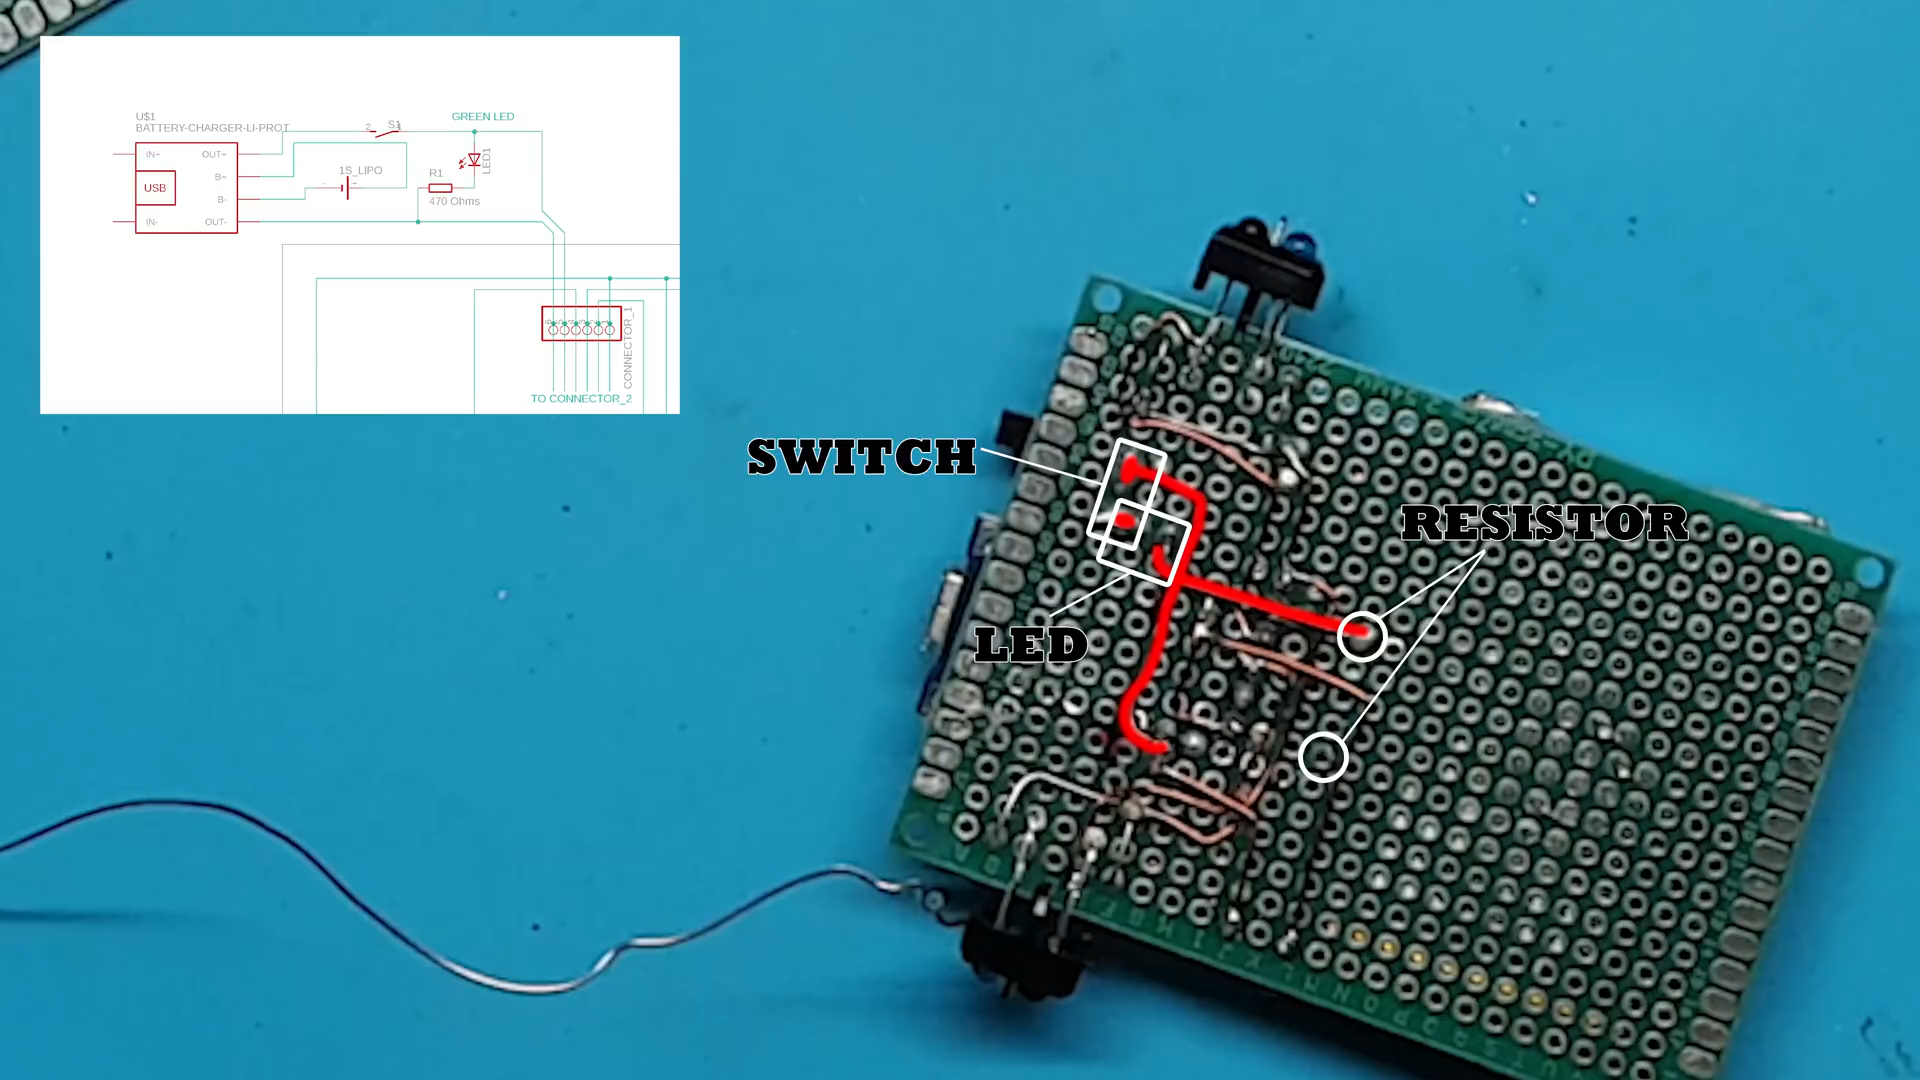 U$1
BATTERY-CHARGER-LI-PROT
IN+
OUT+
B+
USB
B-
IN-
OUT-
2
S1
GREEN LED
LED1
1S_LIPO
R1
470 Ohms
CONNECTOR_1
TO CONNECTOR_2
SWITCH
RESISTOR
LED